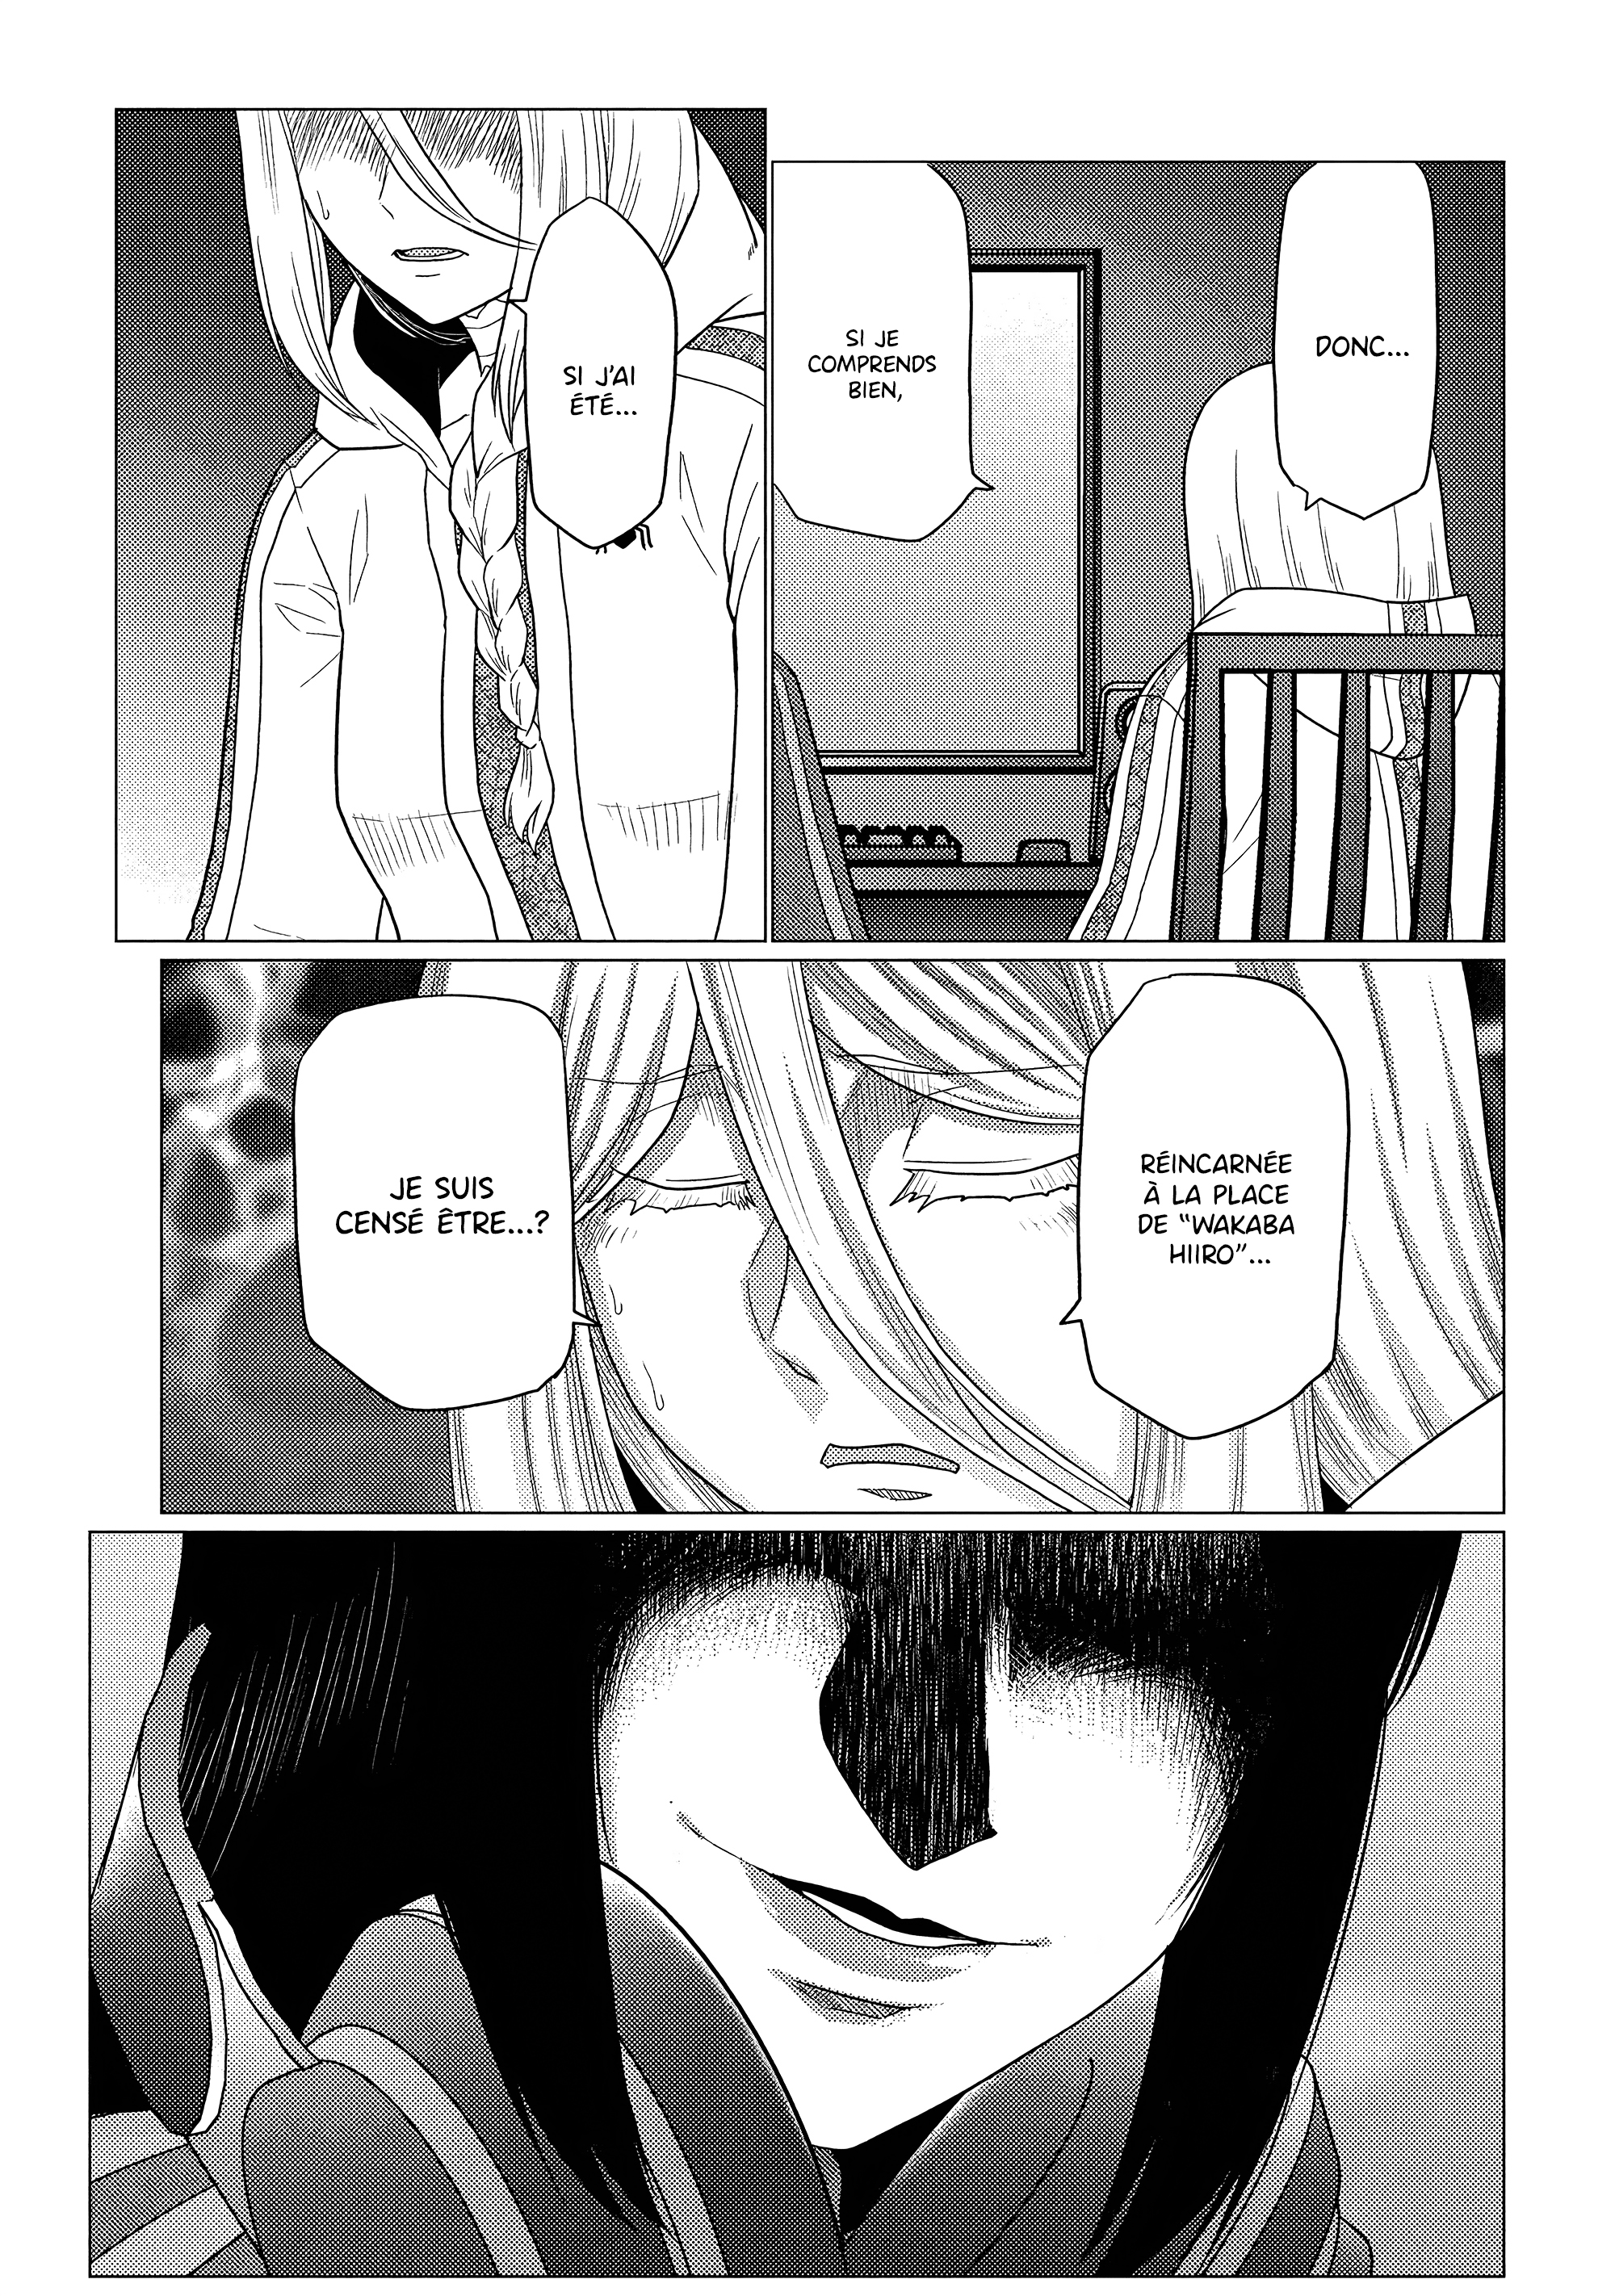 DONC...
SI JE
COMPRENDS
BIEN,
SI J'AI
ÉTÉ...
RÉINCARNÉE
À LA PLACE
DE "WAKABA
HIIRO"...
JE SUIS
CENSÉ ÊTRE...?